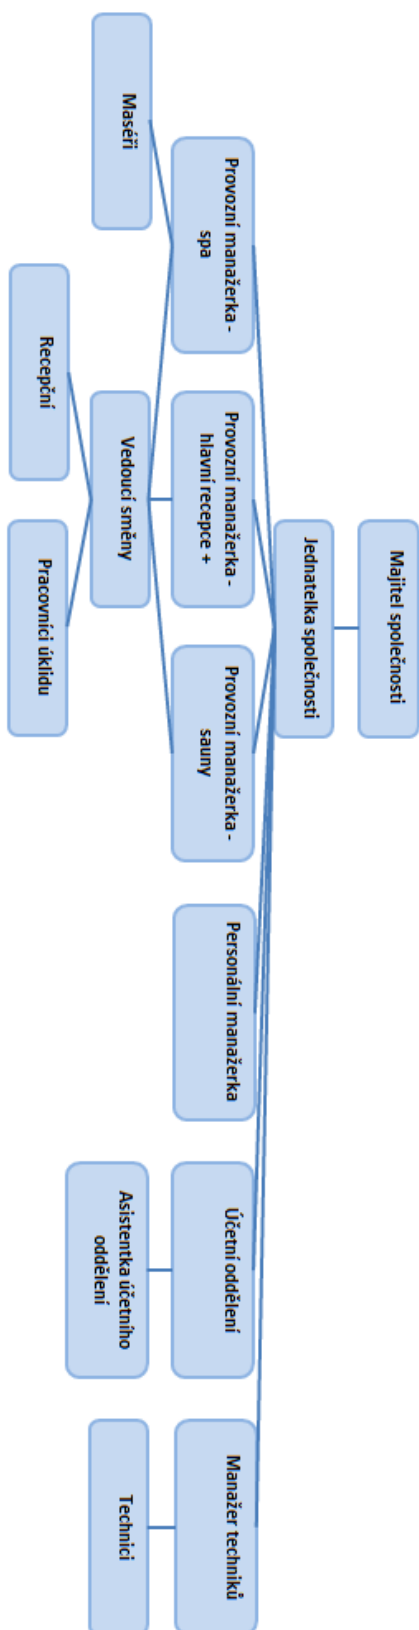 Majitel společnosti
Jednatelka společnosti
Provozní manažerka -
spa
Provozní manažerka -
hlavní recepce +
Provozní manažerka -
sauny
Personální manažerka
Účetní oddělení
Manažer techniků
Maséři
Vedoucí směny
Asistentka účetního
oddělení
Technici
Recepční
Pracovníci úklidu